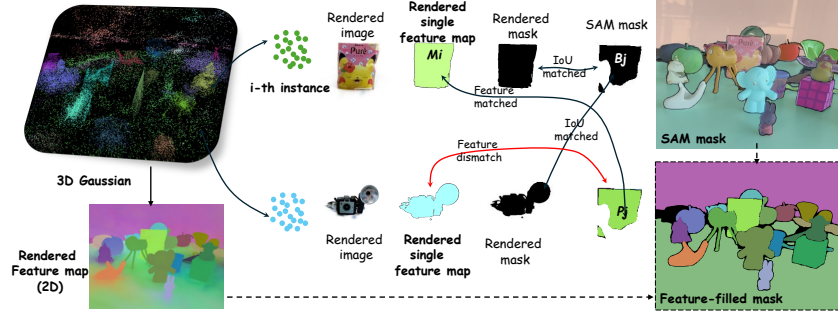 Rendered
image
Rendered
single
feature map
Rendered
mask
SAM mask
Mi
Bj
IoU
matched
Feature
matched
i-th instance
Pure
Pure
IoU
matched
SAM mask
Feature
dismatch
3D Gaussian
Pj
Rendered
image
Rendered
single
feature map
Rendered
mask
Rendered
Feature map
(2D)
Feature-filled mask